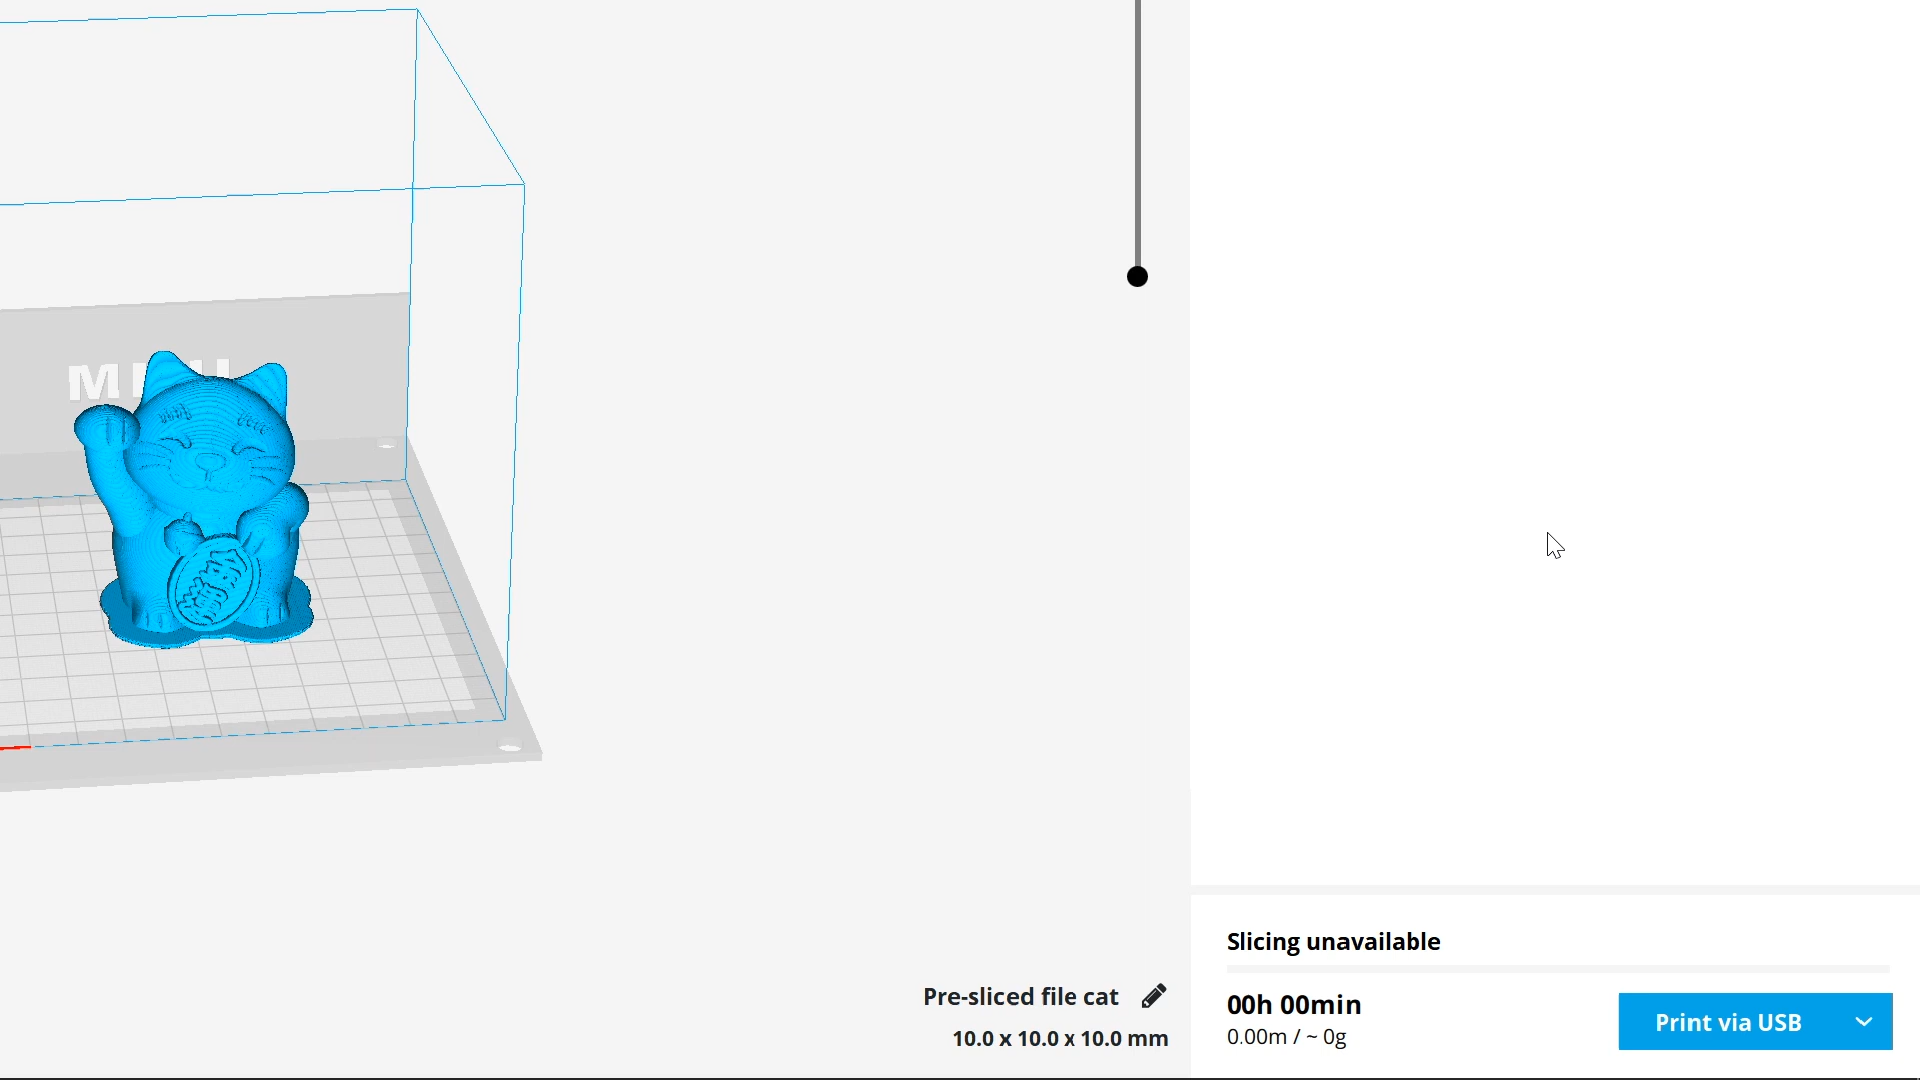 Slicing unavailable
Pre-sliced file cat
00h 00min
0.00m / ~ 0g
Print via USB
10.0 x 10.0 x 10.0 mm